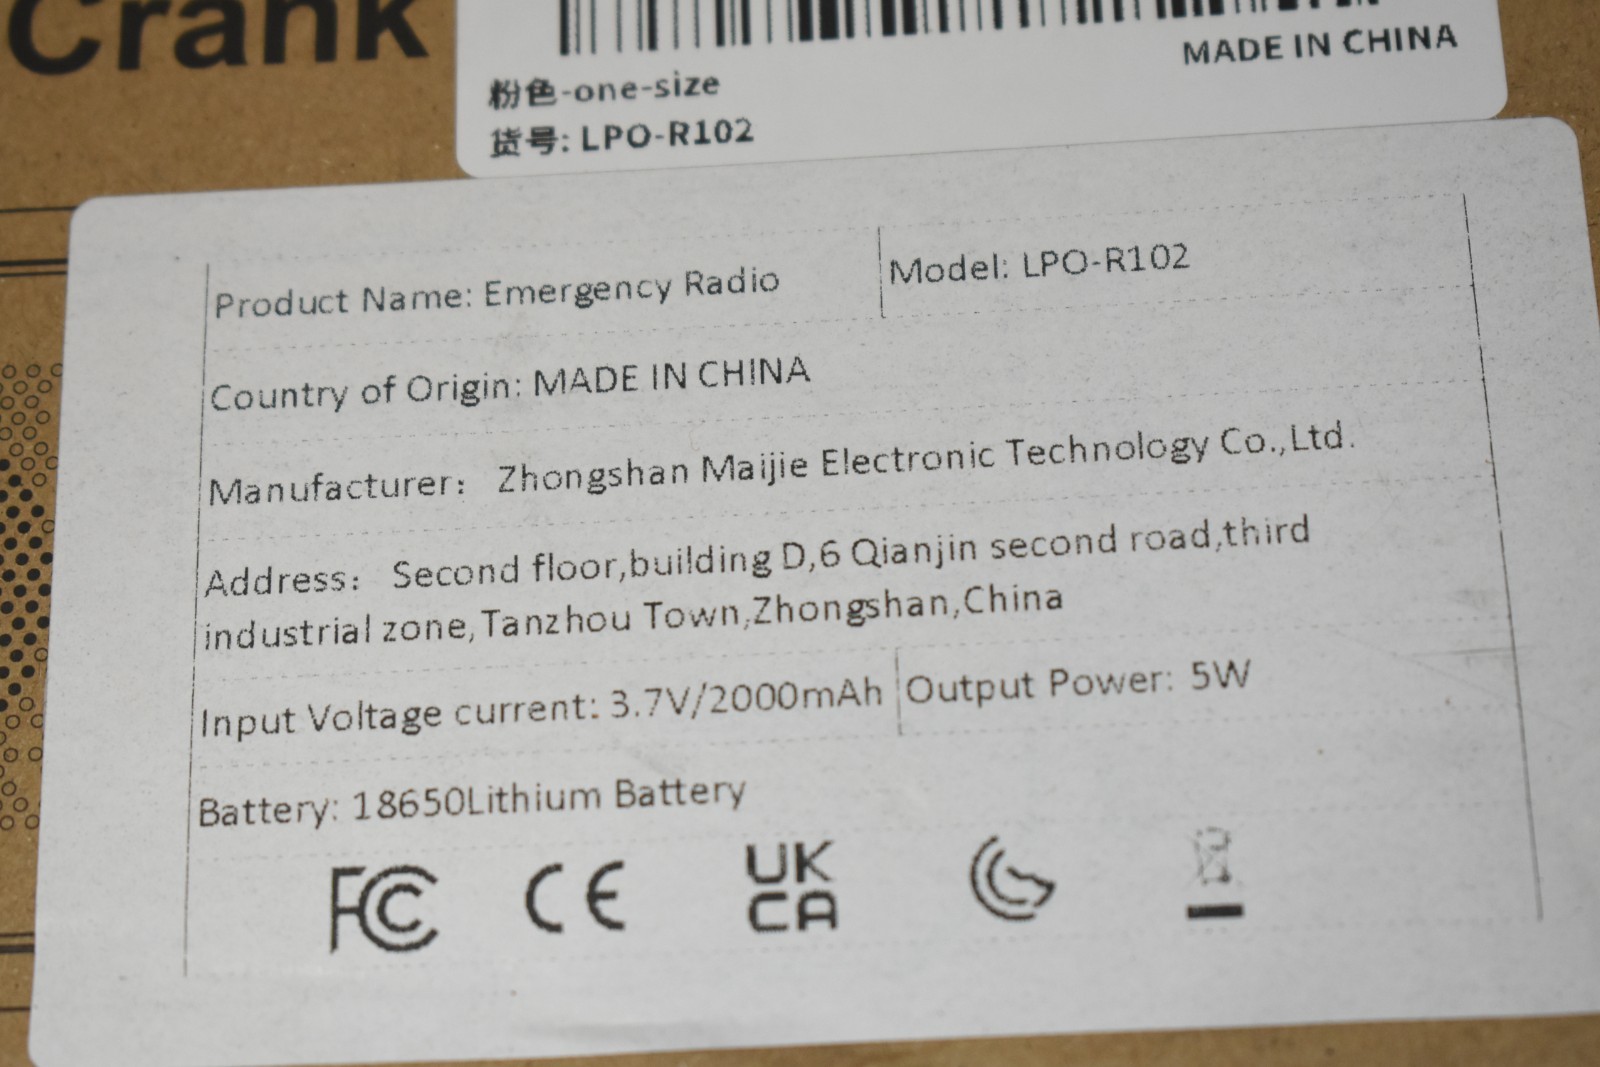 Crank
MADE IN CHINA
粉色-one-size
货号: LPO-R102
Product Name: Emergency Radio
Model: LPO-R102
Country of Origin: MADE IN CHINA
Manufacturer： Zhongshan Maijie Electronic Technology Co.,Ltd.
Address： Second floor,building D,6 Qianjin second road,third
industrial zone,Tanzhou Town,Zhongshan,China
Input Voltage current: 3.7V/2000mAh
Output Power: 5W
Battery: 18650Lithium Battery
FC CE UK
CA